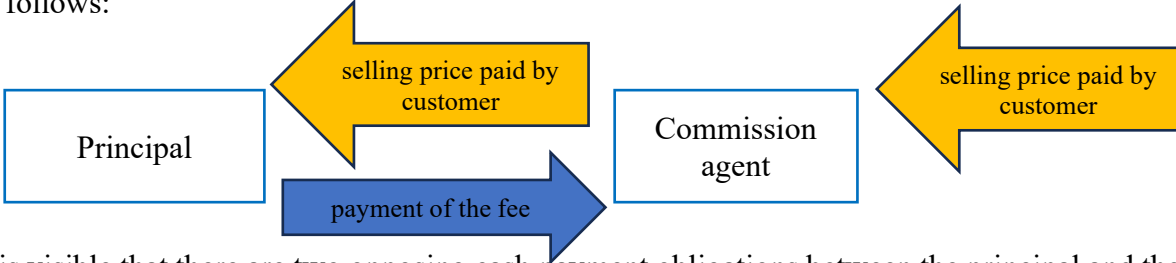 follows:
selling price paid by
customer
selling price paid by
customer
Principal
Commission
agent
payment of the fee
is visible that there are two opposing cash payment obligations between the principal and the